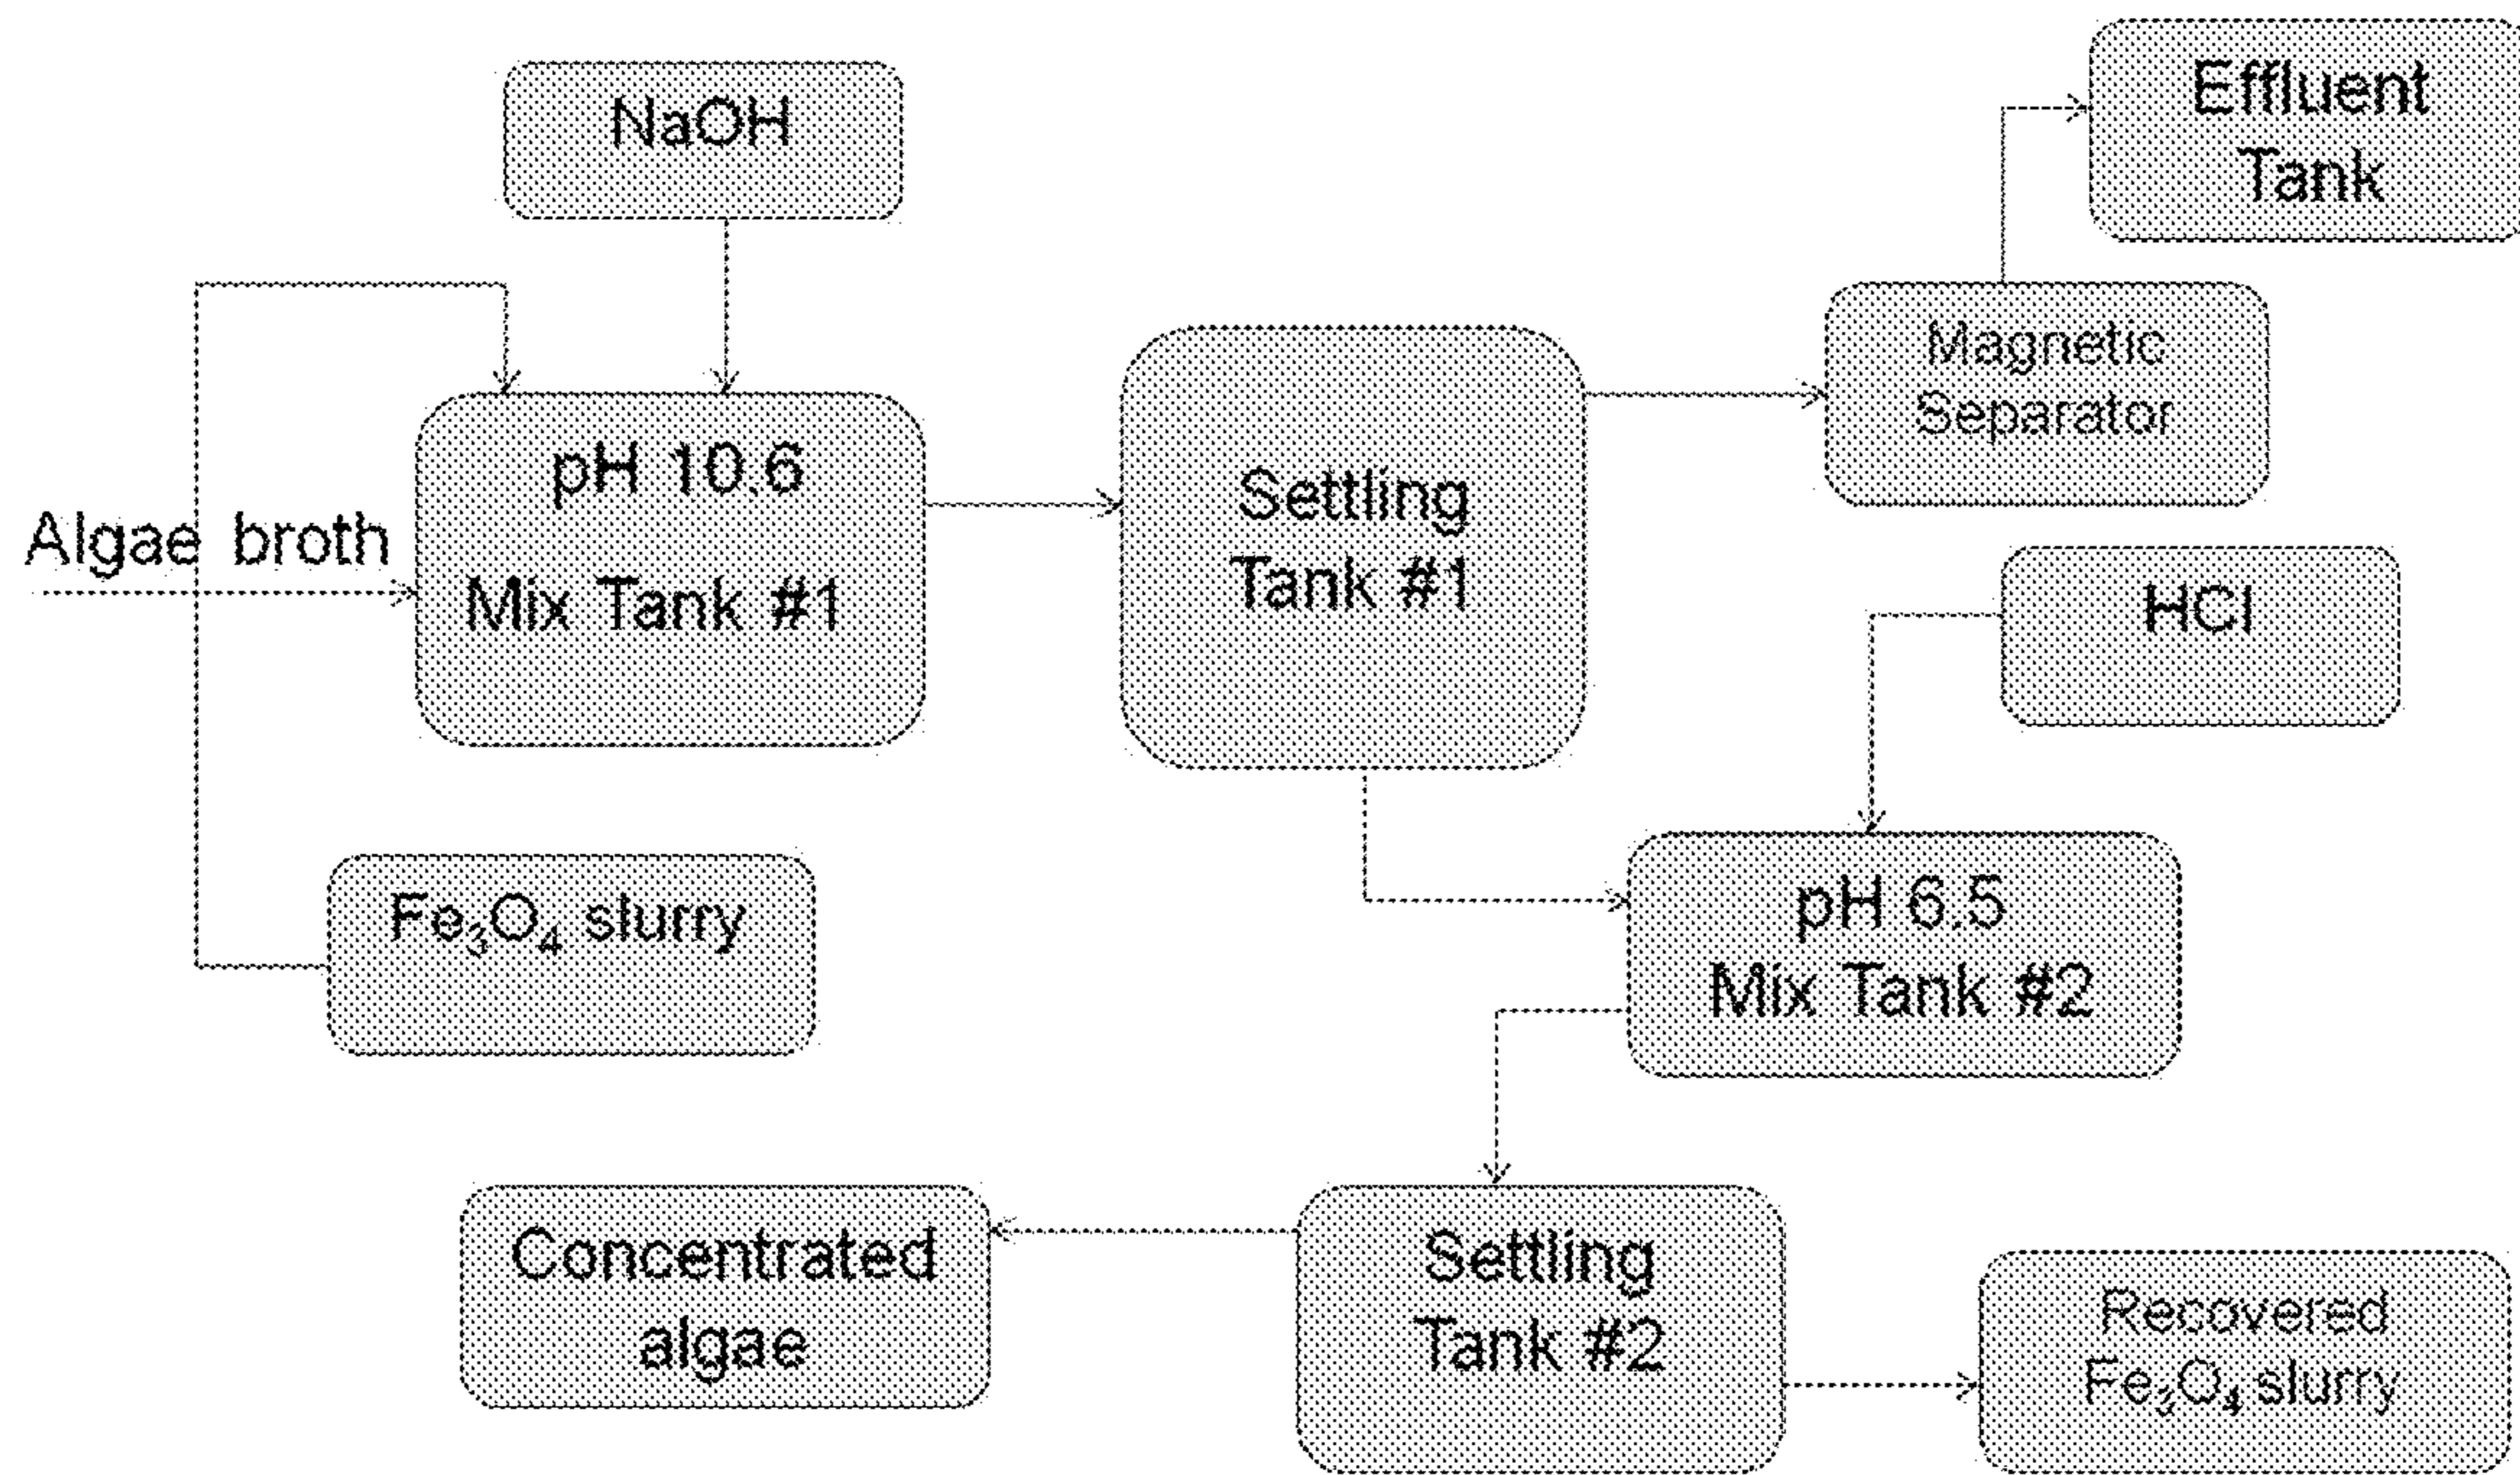 NaOH
Effluent
Tank
Magnetic
Separator
pH 10.6
Mix Tank #1
Algae broth
Settling
Tank #1
HCl
Fe₃O₄ slurry
pH 6.5
Mix Tank #2
Concentrated
algae
Settling
Tank #2
Recovered
Fe₃O₄ slurry